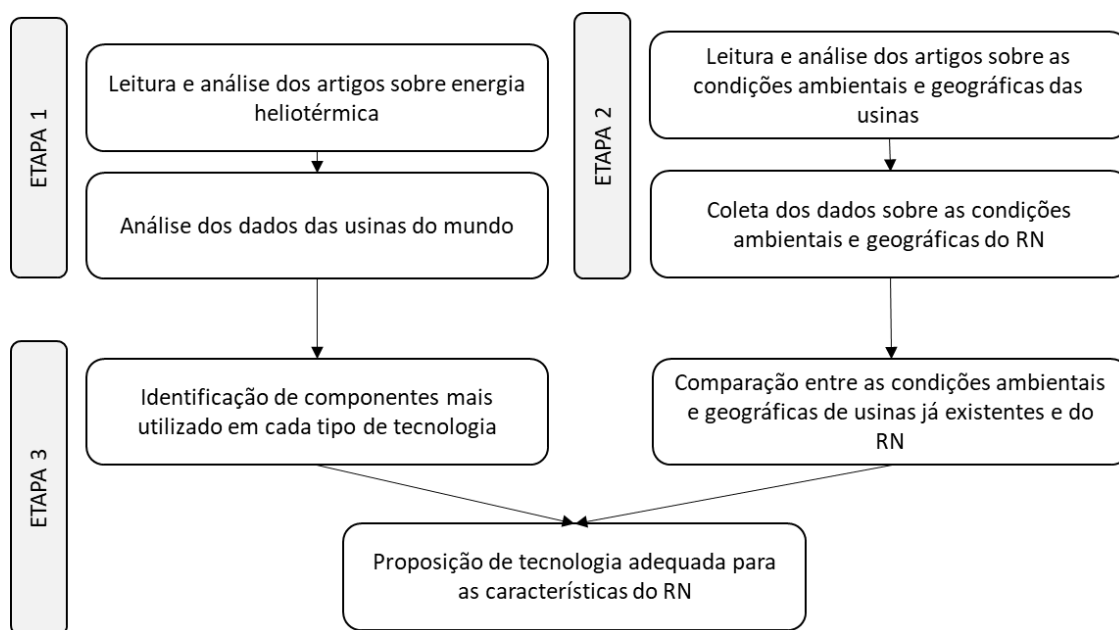 ETAPA 1
Leitura e análise dos artigos sobre energia
heliotérmica
Análise dos dados das usinas do mundo
ETAPA 2
Leitura e análise dos artigos sobre as
condições ambientais e geográficas das
usinas
Coleta dos dados sobre as condições
ambientais e geográficas do RN
ETAPA 3
Identificação de componentes mais
utilizado em cada tipo de tecnologia
Comparação entre as condições ambientais
e geográficas de usinas já existentes e do
RN
Proposição de tecnologia adequada para
as características do RN